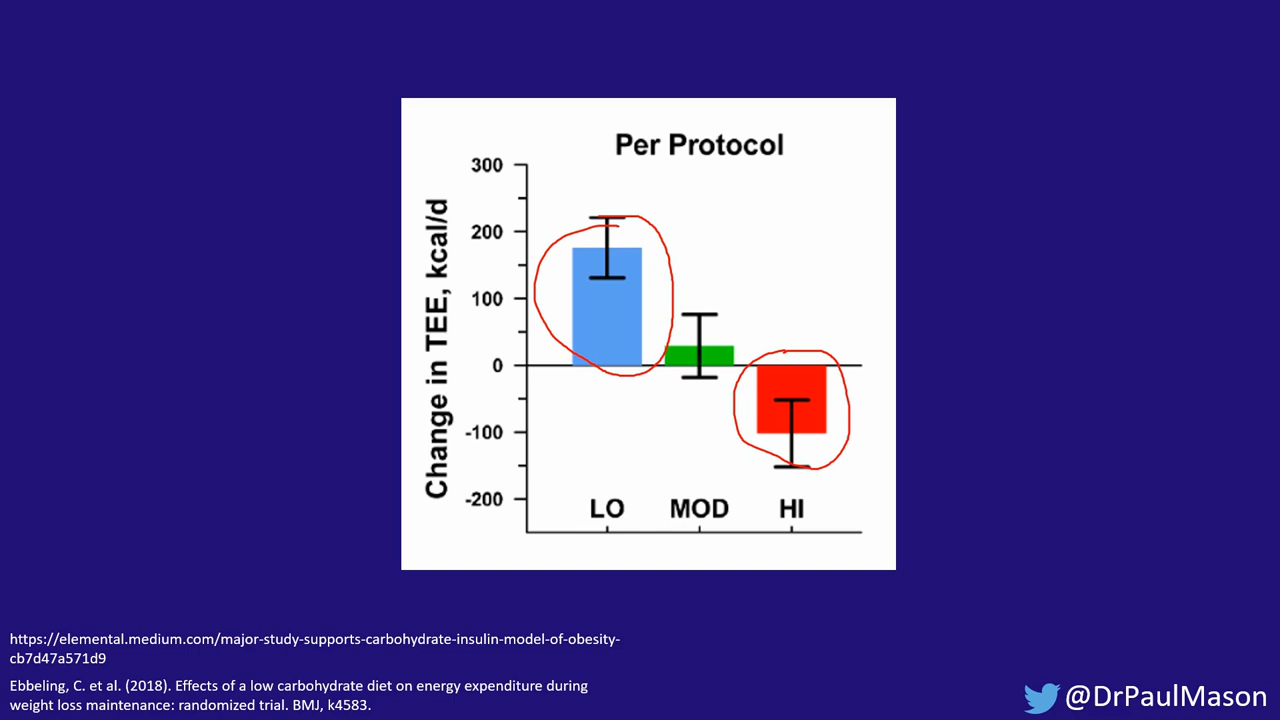 Per Protocol
300
200
100
0
-100
-200
Change in TEE, kcal/d
LO MOD HI
https://elemental.medium.com/major-study-supports-carbohydrate-insulin-model-of-obesity-
cb7d47a571d9
Ebbeling, C. et al. (2018). Effects of a low carbohydrate diet on energy expenditure during
weight loss maintenance: randomized trial. BMJ, k4583.
@DrPaulMason